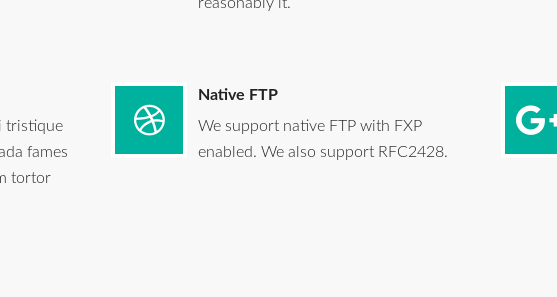 reasonably it.
Native FTP
i tristique
We support native FTP with FXP
ada fames
enabled. We also support RFC2428.
m tortor
G+